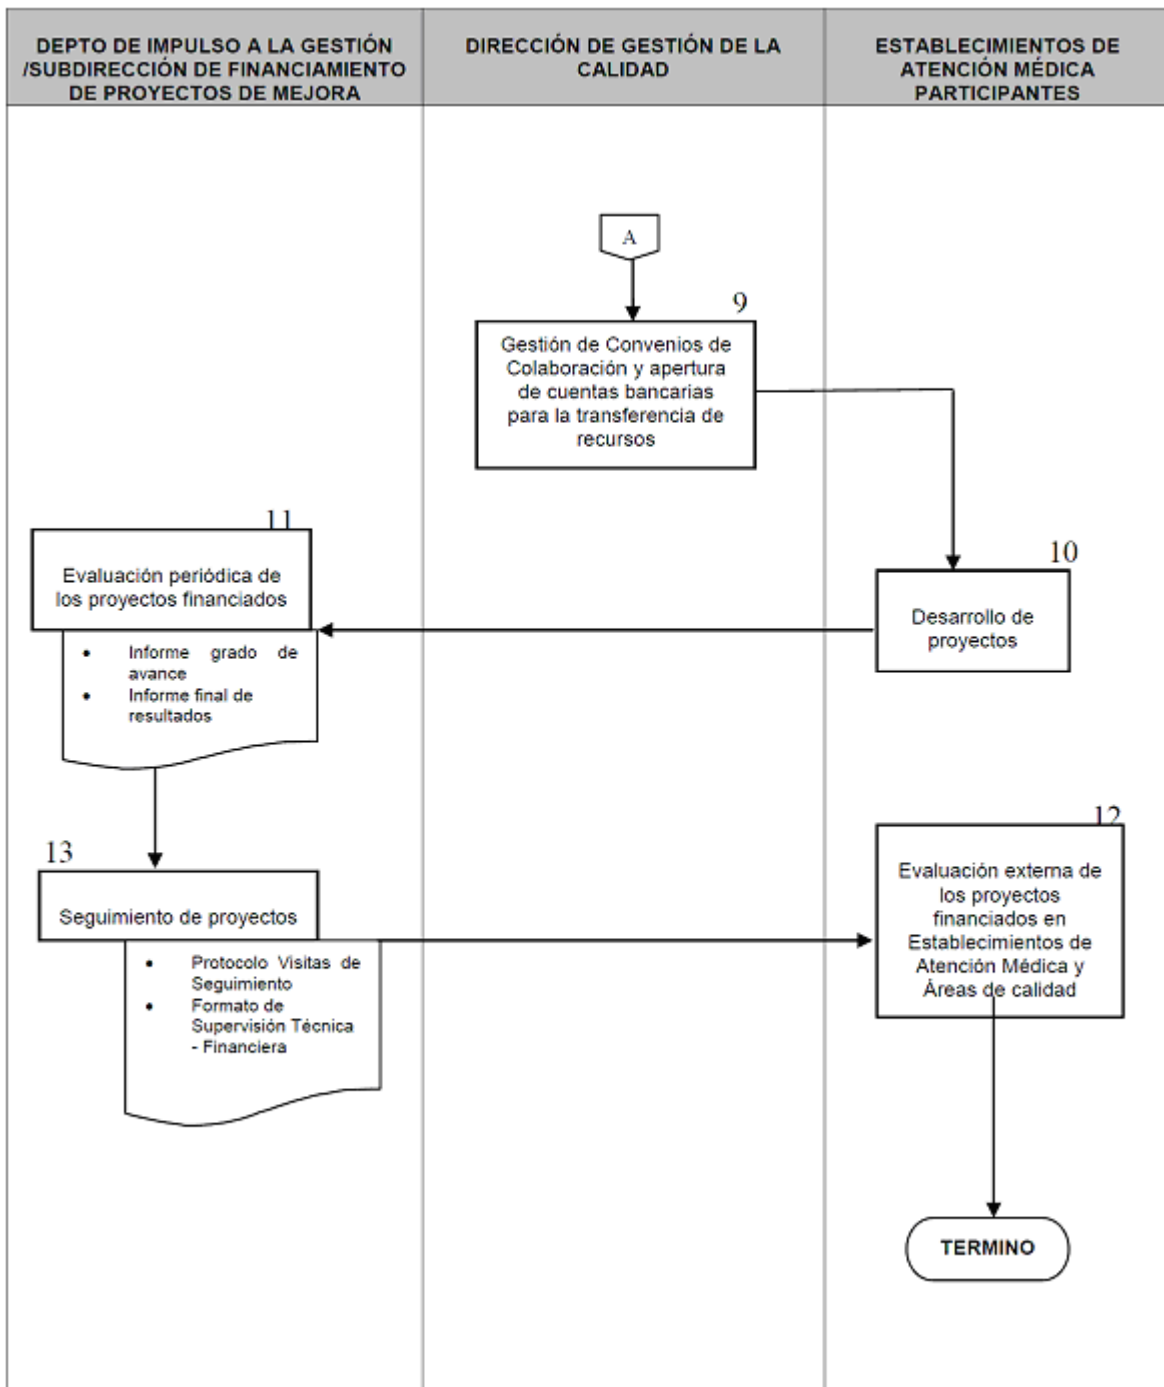 DEPTO DE IMPULSO A LA GESTIÓN
/SUBDIRECCIÓN DE FINANCIAMIENTO
DE PROYECTOS DE MEJORA
DIRECCIÓN DE GESTIÓN DE LA
CALIDAD
ESTABLECIMIENTOS DE
ATENCIÓN MÉDICA
PARTICIPANTES
A
9
Gestión de Convenios de
Colaboración y apertura
de cuentas bancarias
para la transferencia de
recursos
10
Desarrollo de
proyectos
11
Evaluación periódica de
los proyectos financiados
• Informe grado de
avance
• Informe final de
resultados
13
Seguimiento de proyectos
• Protocolo Visitas de
Seguimiento
• Formato de
Supervisión Técnica
- Financiera
12
Evaluación externa de
los proyectos
financiados en
Establecimientos de
Atención Médica y
Áreas de calidad
TERMINO